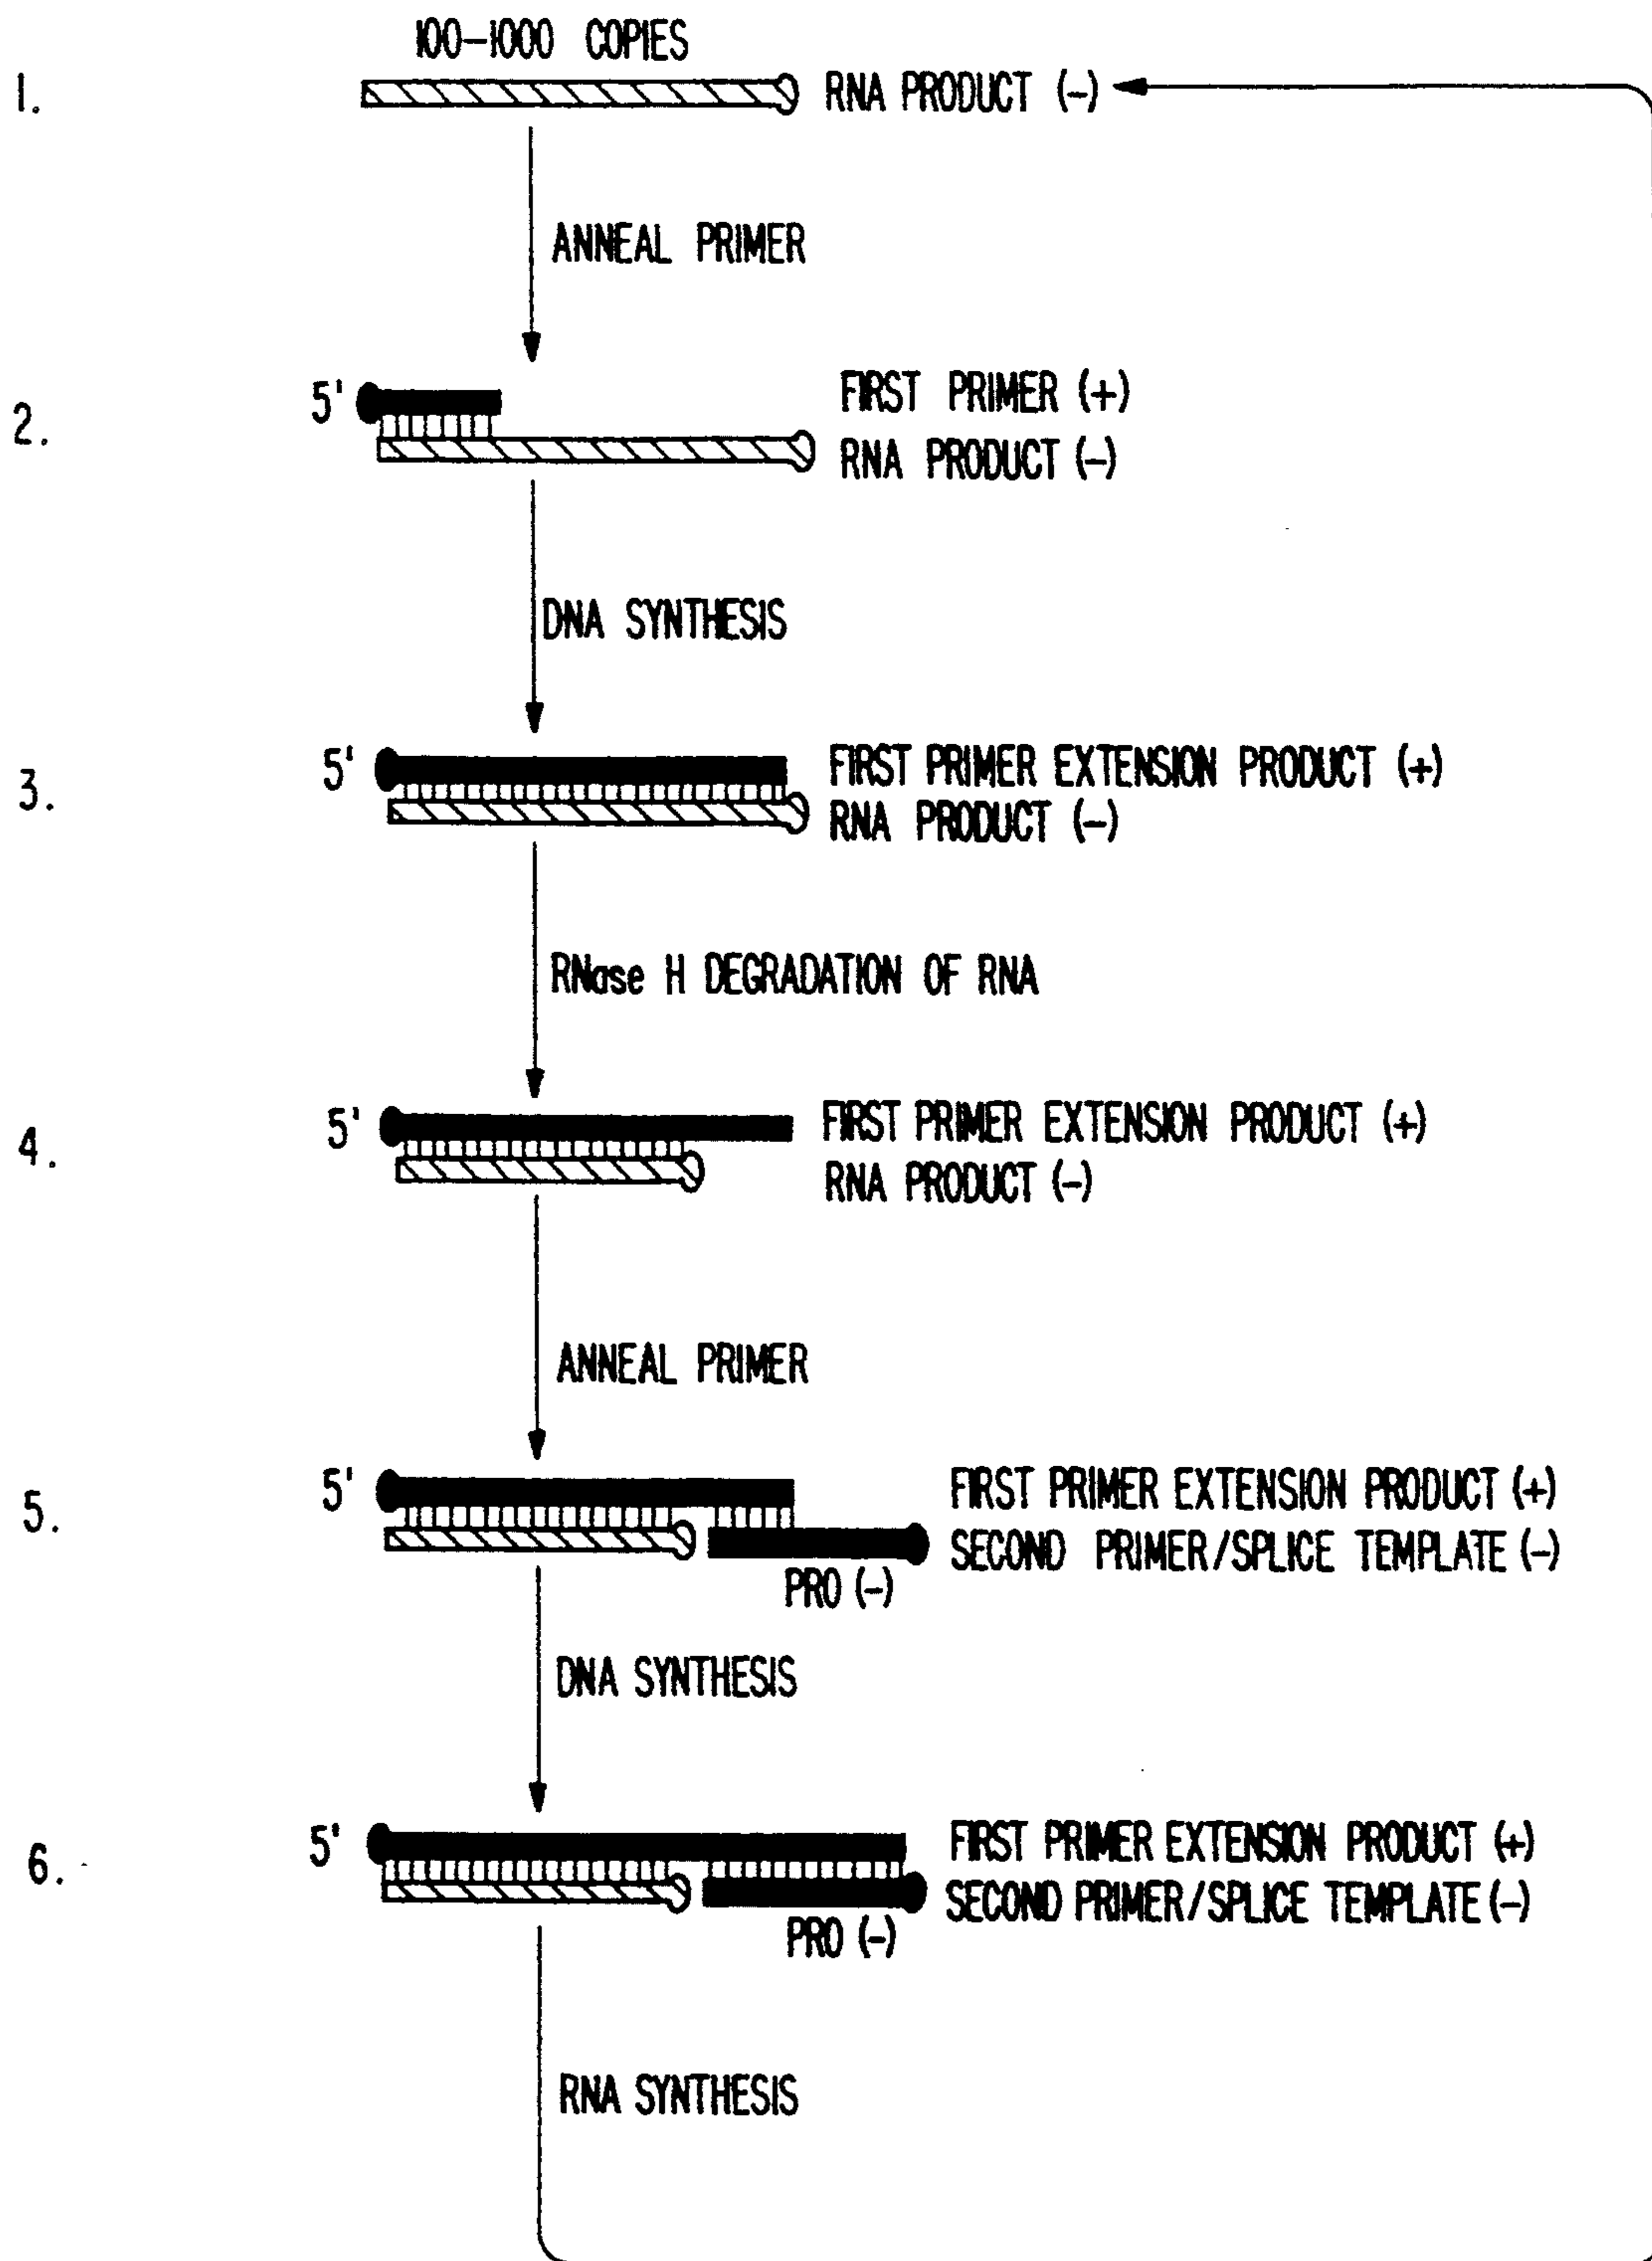 100-1000 COPIES
1. RNA PRODUCT (-)
ANNEAL PRIMER
5' FIRST PRIMER (+)
2. RNA PRODUCT (-)
DNA SYNTHESIS
5' FIRST PRIMER EXTENSION PRODUCT (+)
3. RNA PRODUCT (-)
RNase H DEGRADATION OF RNA
5' FIRST PRIMER EXTENSION PRODUCT (+)
4. RNA PRODUCT (-)
ANNEAL PRIMER
5' FIRST PRIMER EXTENSION PRODUCT (+)
5. SECOND PRIMER/SPLICE TEMPLATE (-)
PRO (-)
DNA SYNTHESIS
5' FIRST PRIMER EXTENSION PRODUCT (+)
6. SECOND PRIMER/SPLICE TEMPLATE (-)
PRO (-)
RNA SYNTHESIS